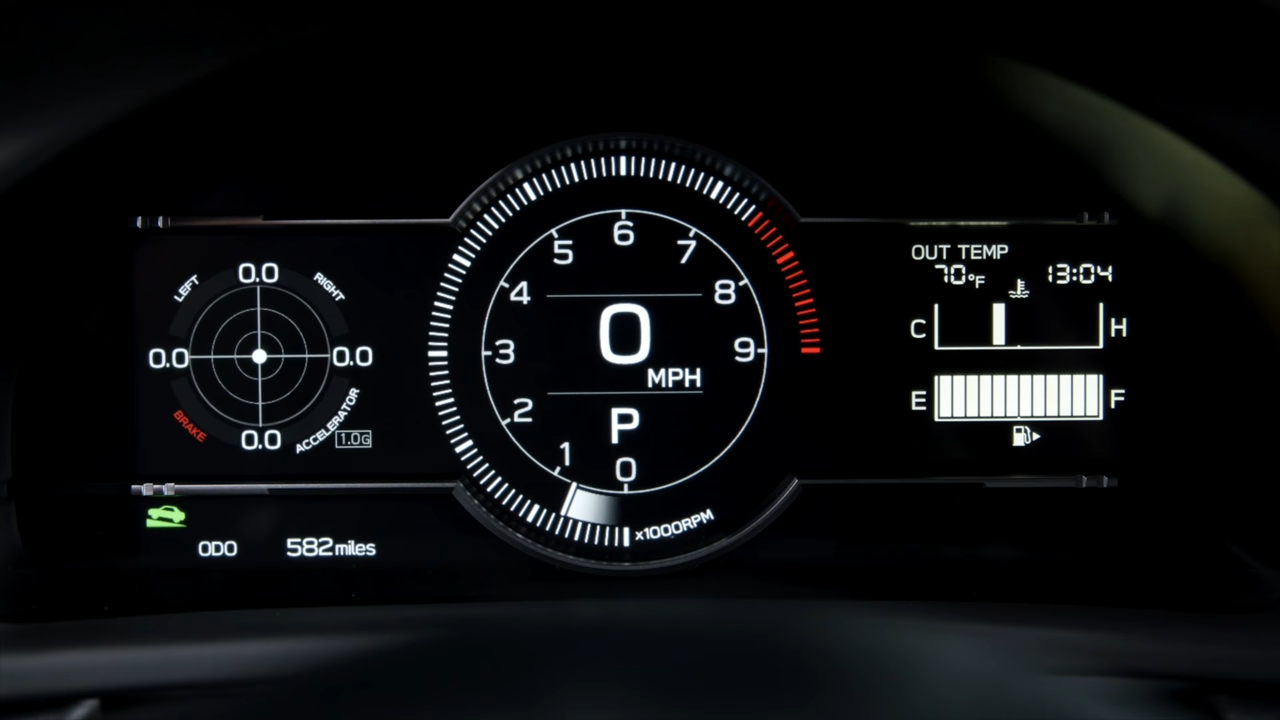 LEFT
0.0
RIGHT
0.0
0.0
BRAKE
0.0
ACCELERATOR
1.0G
ODO
582 miles
0
1
2
3
4
5
6
7
8
9
0
MPH
P
x1000RPM
OUT TEMP
70°F
13:04
C
H
E
F